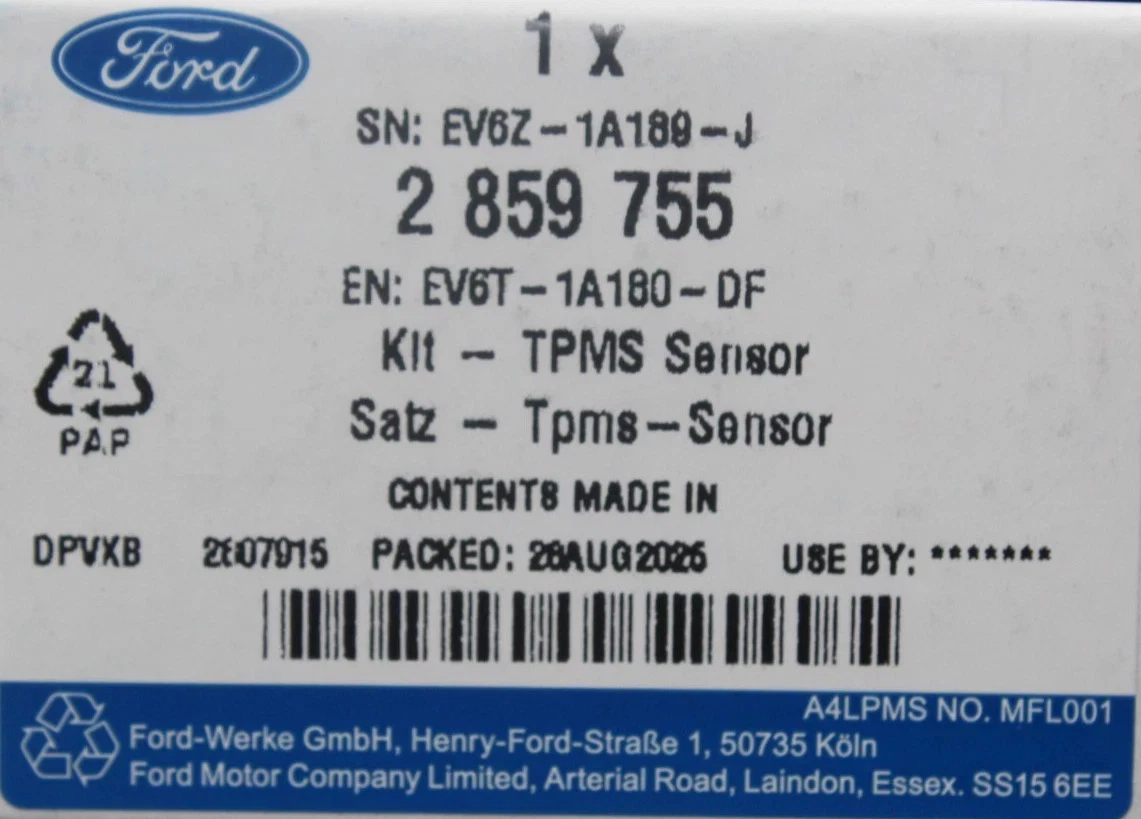 Ford
1 x
SN: EV6Z-1A189-J
2 859 755
EN: EV6T-1A180-DF
Kit - TPMS Sensor
Satz - Tpms-Sensor
21
PAP
CONTENTS MADE IN
DPVXB PACKED: USE BY: *******
A4LPMS NO. MFL001
Ford-Werke GmbH, Henry-Ford-Straße 1, 50735 Köln
Ford Motor Company Limited, Arterial Road, Laindon, Essex. SS15 6EE